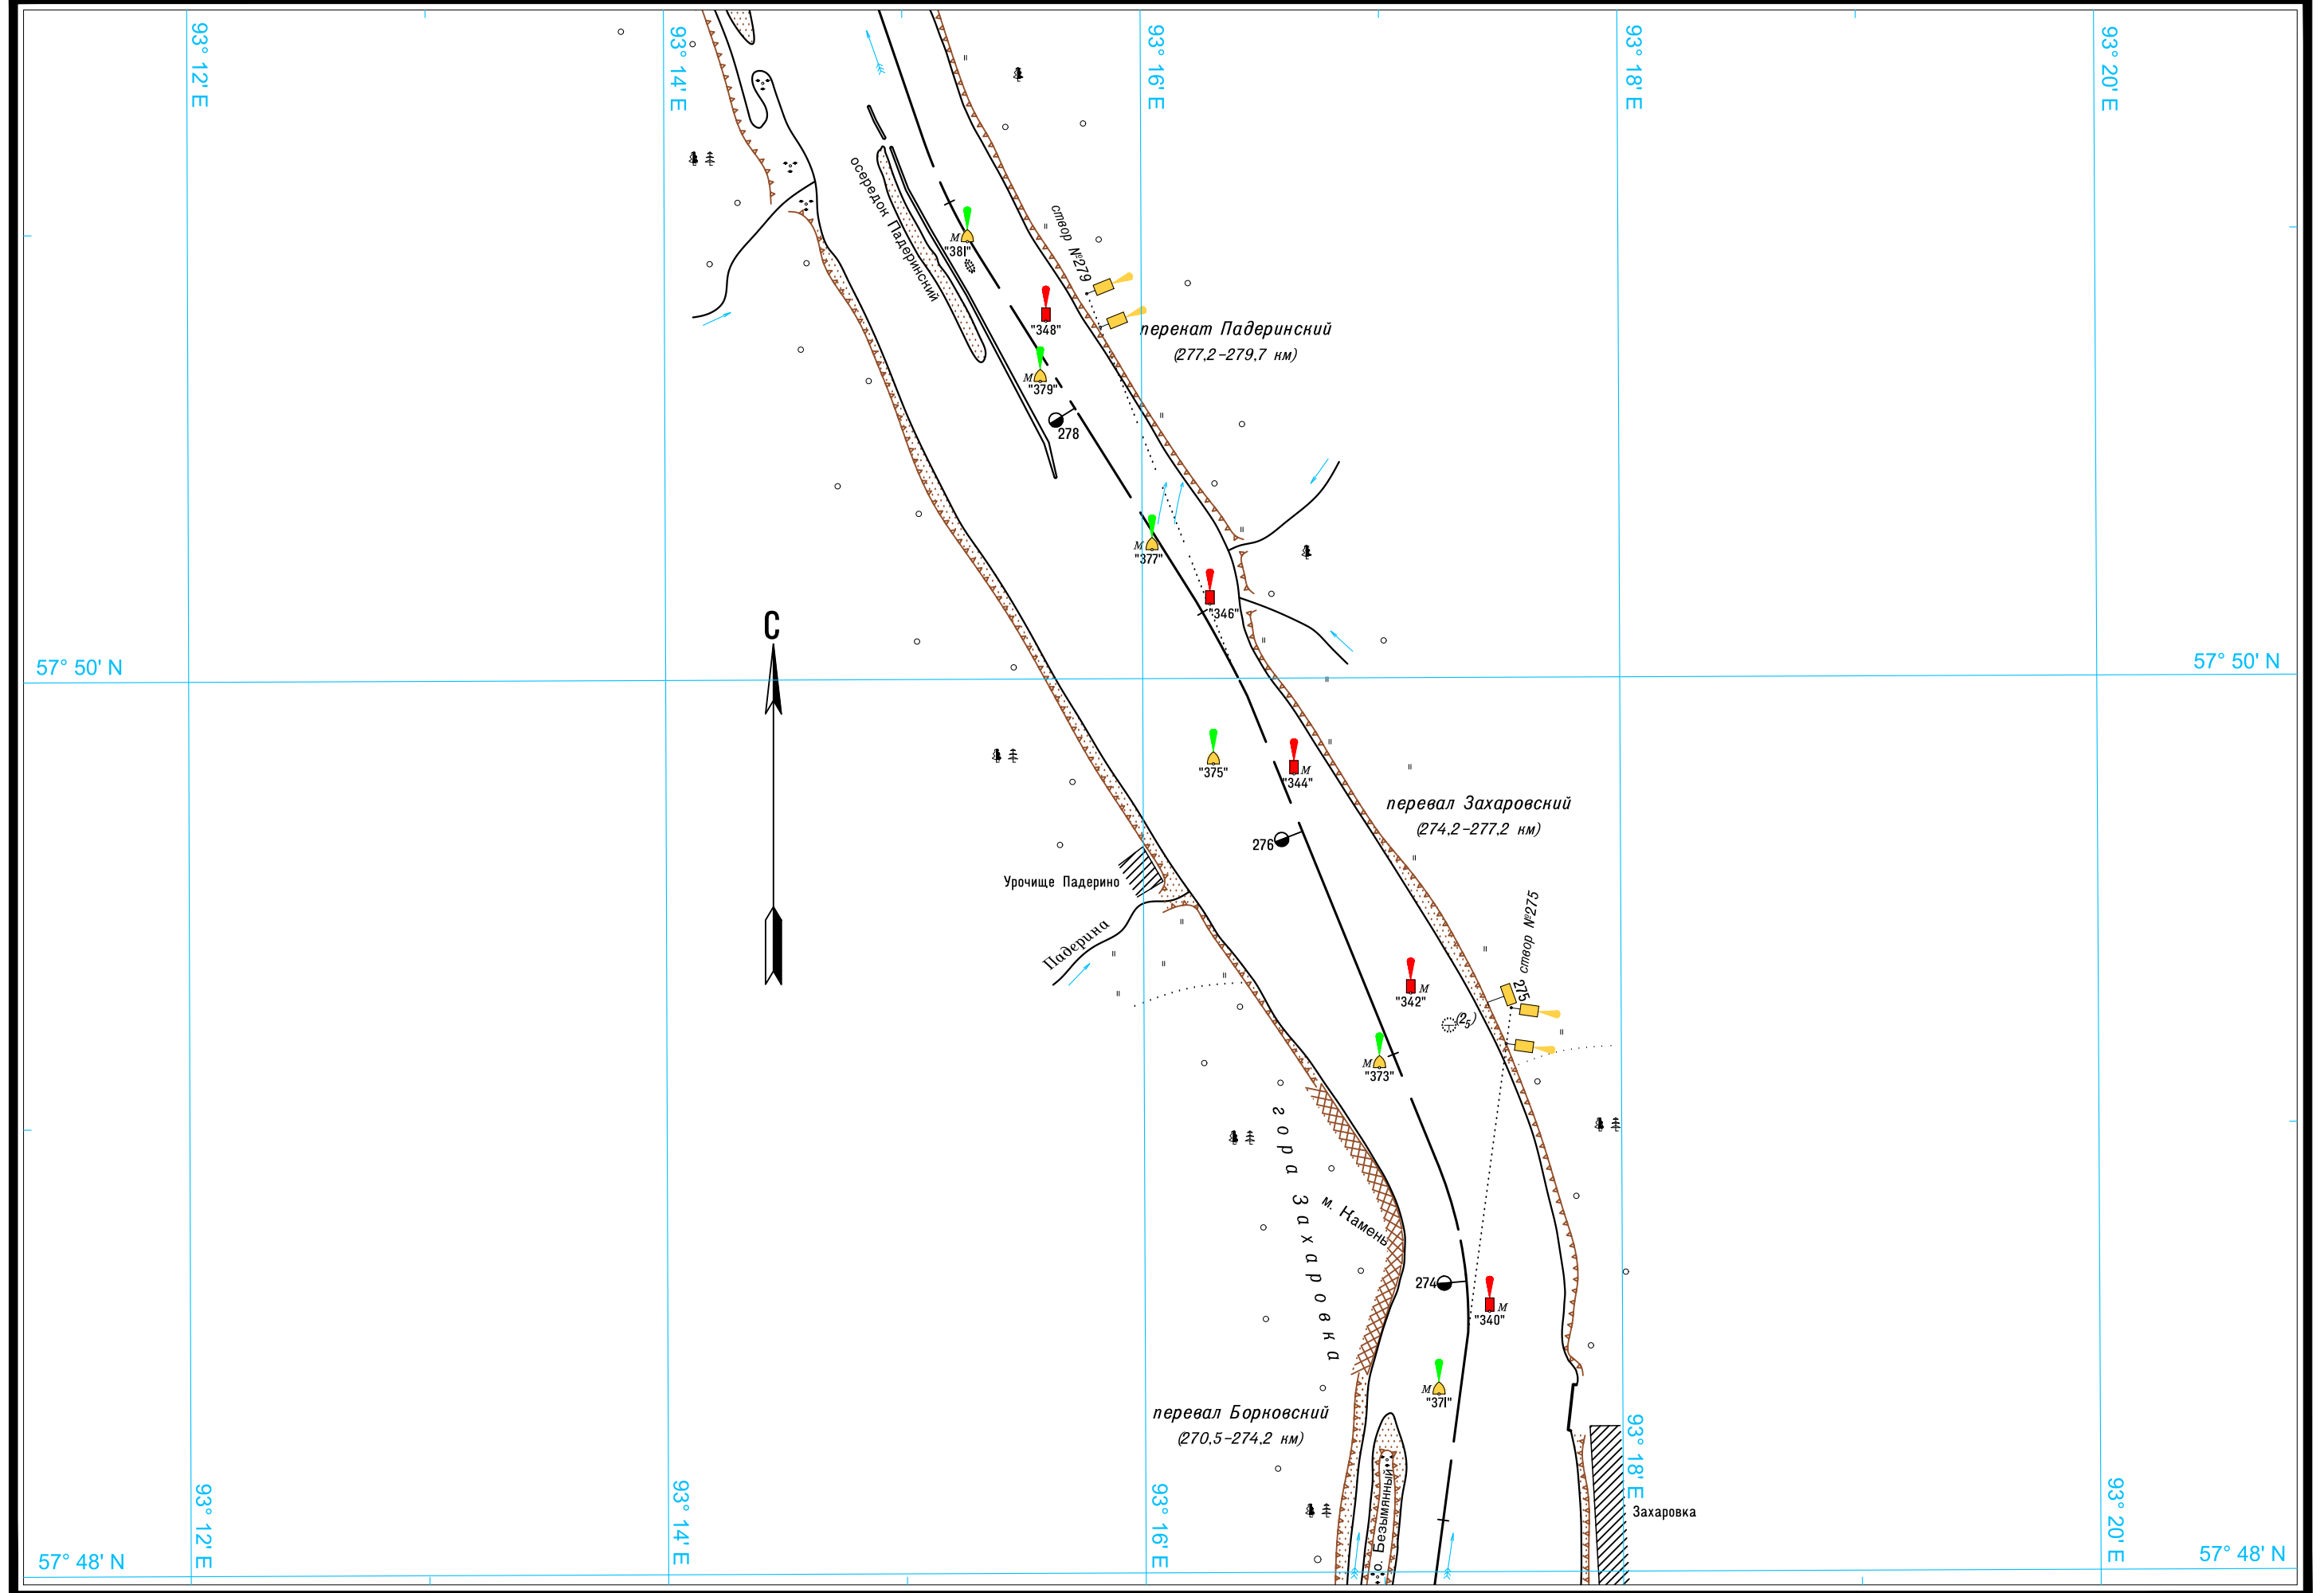 93° 12' E
93° 14' E
93° 16' E
93° 18' E
93° 20' E
осередок Падеринский
М
"381"
створ №279
"348"
перекат Падеринский
(277,2-279,7 км)
М
"379"
278
М
"377"
"346"
С
57° 50' N
57° 50' N
"375"
М
"344"
перевал Захаровский
(274,2-277,2 км)
276
Урочище Падерино
Падерина
створ №275
275
М
"342"
(25)
М
"373"
гора Захаровка
м. Камень
274
М
"340"
М
"371"
перевал Борковский
(270,5-274,2 км)
о. Безымянный
Захаровка
93° 12' E
93° 14' E
93° 16' E
93° 18' E
93° 20' E
57° 48' N
57° 48' N